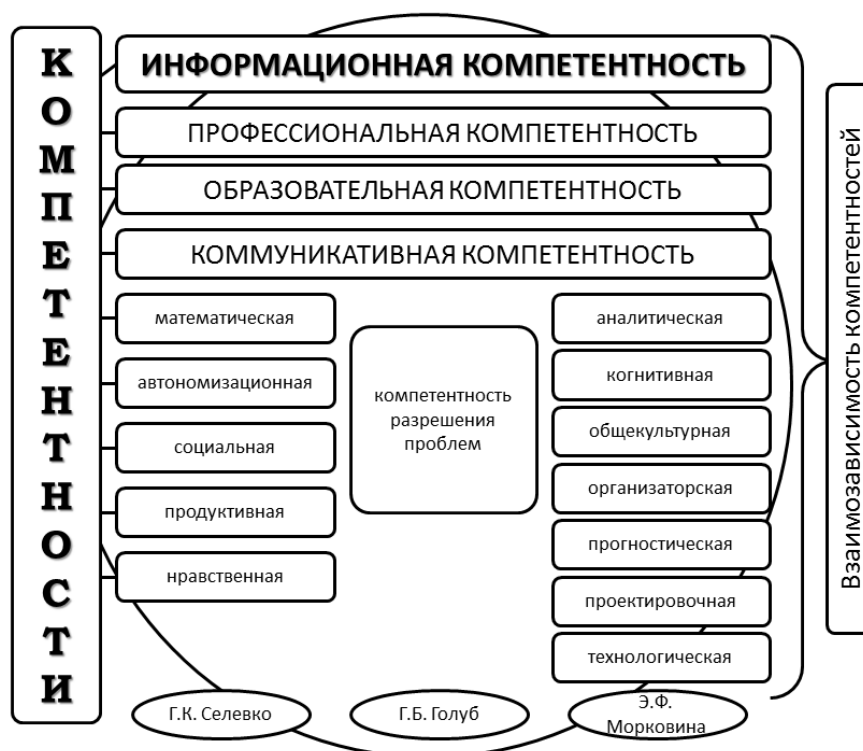 КОМПЕТЕНТНОСТИ
ИНФОРМАЦИОННАЯ КОМПЕТЕНТНОСТЬ
ПРОФЕССИОНАЛЬНАЯ КОМПЕТЕНТНОСТЬ
ОБРАЗОВАТЕЛЬНАЯ КОМПЕТЕНТНОСТЬ
КОММУНИКАТИВНАЯ КОМПЕТЕНТНОСТЬ
математическая
автономизационная
социальная
продуктивная
нравственная
компетентность
разрешения
проблем
аналитическая
когнитивная
общекультурная
организаторская
прогностическая
проектировочная
технологическая
Г.К. Селевко
Г.Б. Голуб
Э.Ф.
Морковина
Взаимозависимость компетентностей